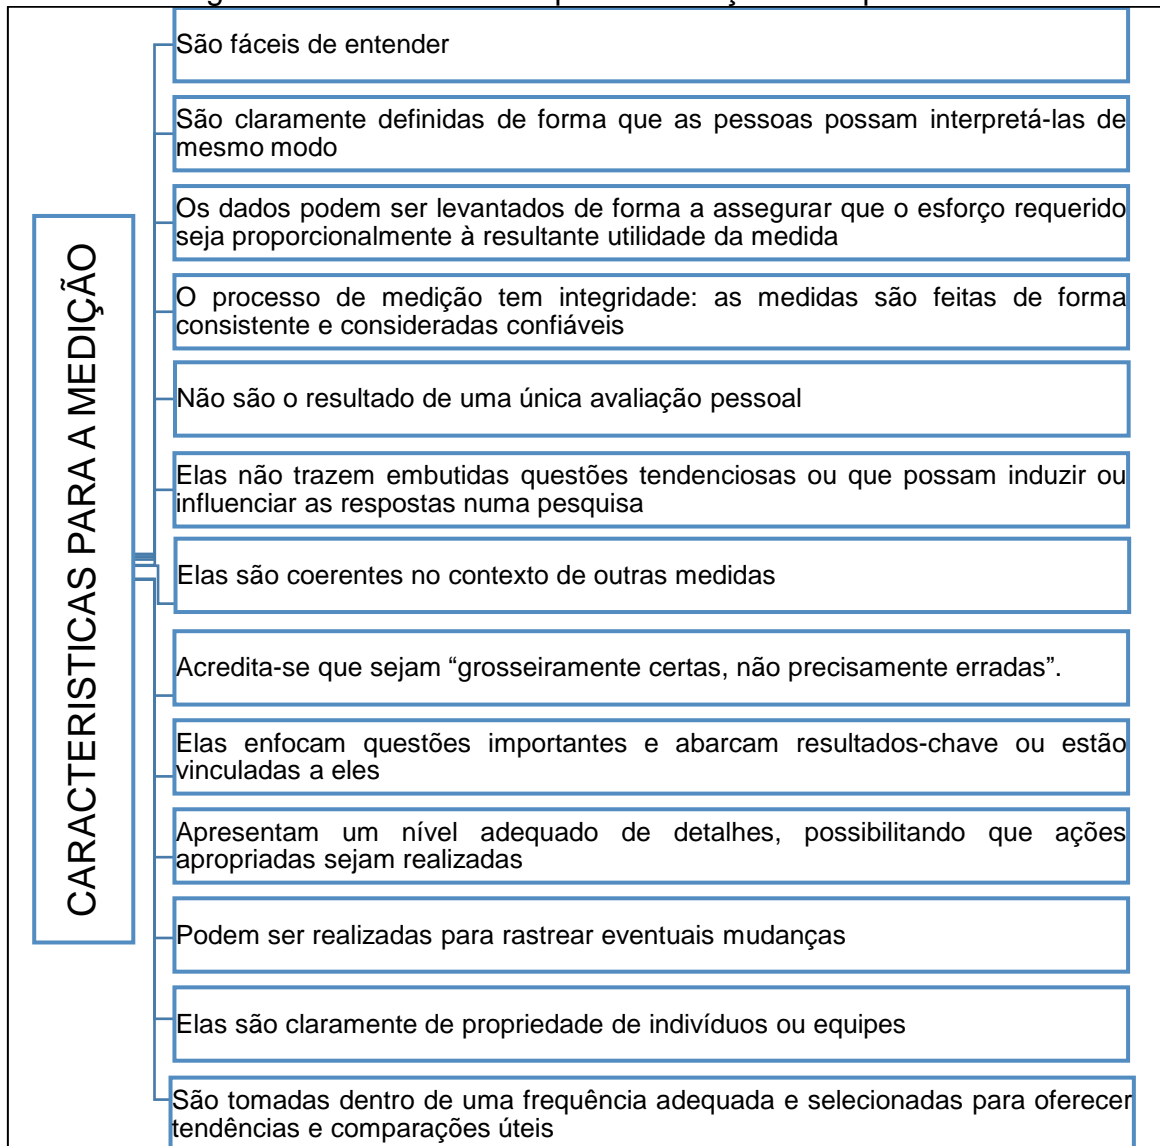 CARACTERISTICAS PARA A MEDIÇÃO
São fáceis de entender
São claramente definidas de forma que as pessoas possam interpretá-las de
mesmo modo
Os dados podem ser levantados de forma a assegurar que o esforço requerido
seja proporcionalmente à resultante utilidade da medida
O processo de medição tem integridade: as medidas são feitas de forma
consistente e consideradas confiáveis
Não são o resultado de uma única avaliação pessoal
Elas não trazem embutidas questões tendenciosas ou que possam induzir ou
influenciar as respostas numa pesquisa
Elas são coerentes no contexto de outras medidas
Acredita-se que sejam “grosseiramente certas, não precisamente erradas”.
Elas enfocam questões importantes e abarcam resultados-chave ou estão
vinculadas a eles
Apresentam um nível adequado de detalhes, possibilitando que ações
apropriadas sejam realizadas
Podem ser realizadas para rastrear eventuais mudanças
Elas são claramente de propriedade de indivíduos ou equipes
São tomadas dentro de uma frequência adequada e selecionadas para oferecer
tendências e comparações úteis